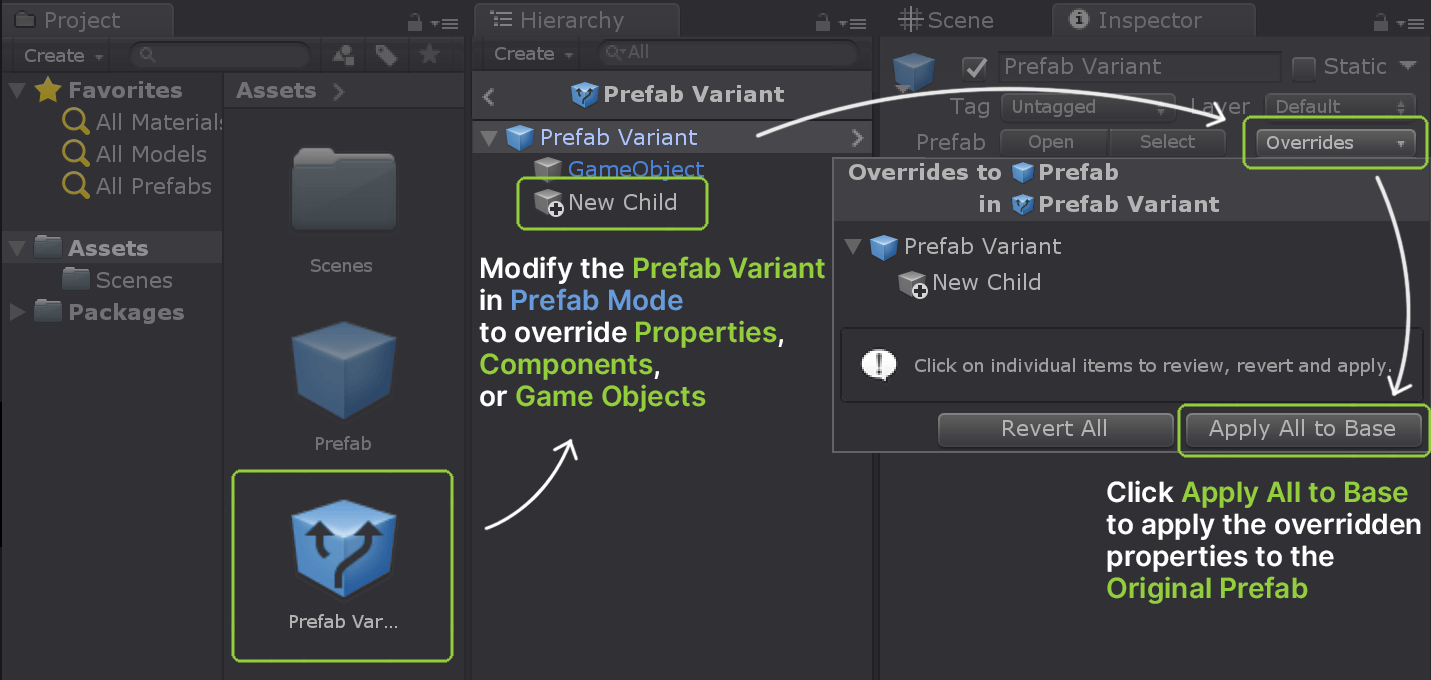 Project
Create
Favorites
All Materials
All Models
All Prefabs
Assets
Scenes
Packages
Assets
Scenes
Prefab
Prefab Var...
Hierarchy
Create
All
Prefab Variant
Prefab Variant
GameObject
New Child
Modify the Prefab Variant
in Prefab Mode
to override Properties,
Components,
or Game Objects
Scene
Inspector
Prefab Variant
Static
Tag
Untagged
Layer
Default
Prefab
Open
Select
Overrides
Overrides to Prefab
in Prefab Variant
Prefab Variant
New Child
Click on individual items to review, revert and apply.
Revert All
Apply All to Base
Click Apply All to Base
to apply the overridden
properties to the
Original Prefab